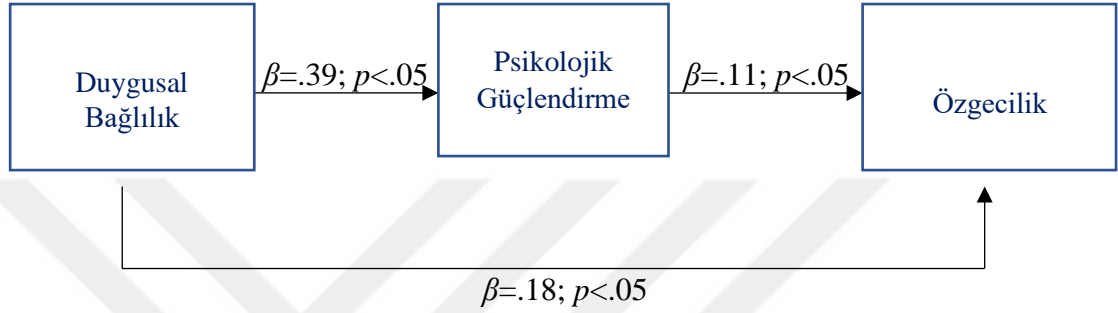 Duygusal
Bağlılık
β=.39; p<.05
Psikolojik
Güçlendirme
β=.11; p<.05
Özgecilik
β=.18; p<.05